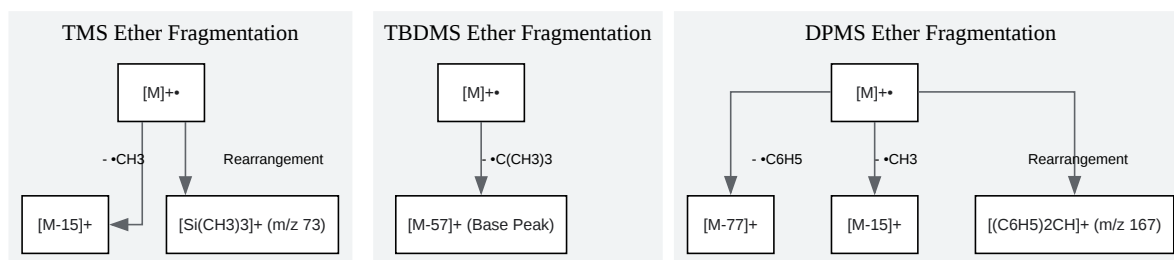 TMS Ether Fragmentation
[M]+•
- •CH3
Rearrangement
[M-15]+
[Si(CH3)3]+ (m/z 73)
TBDMS Ether Fragmentation
[M]+•
- •C(CH3)3
[M-57]+ (Base Peak)
DPMS Ether Fragmentation
[M]+•
- •C6H5
- •CH3
Rearrangement
[M-77]+
[M-15]+
[(C6H5)2CH]+ (m/z 167)